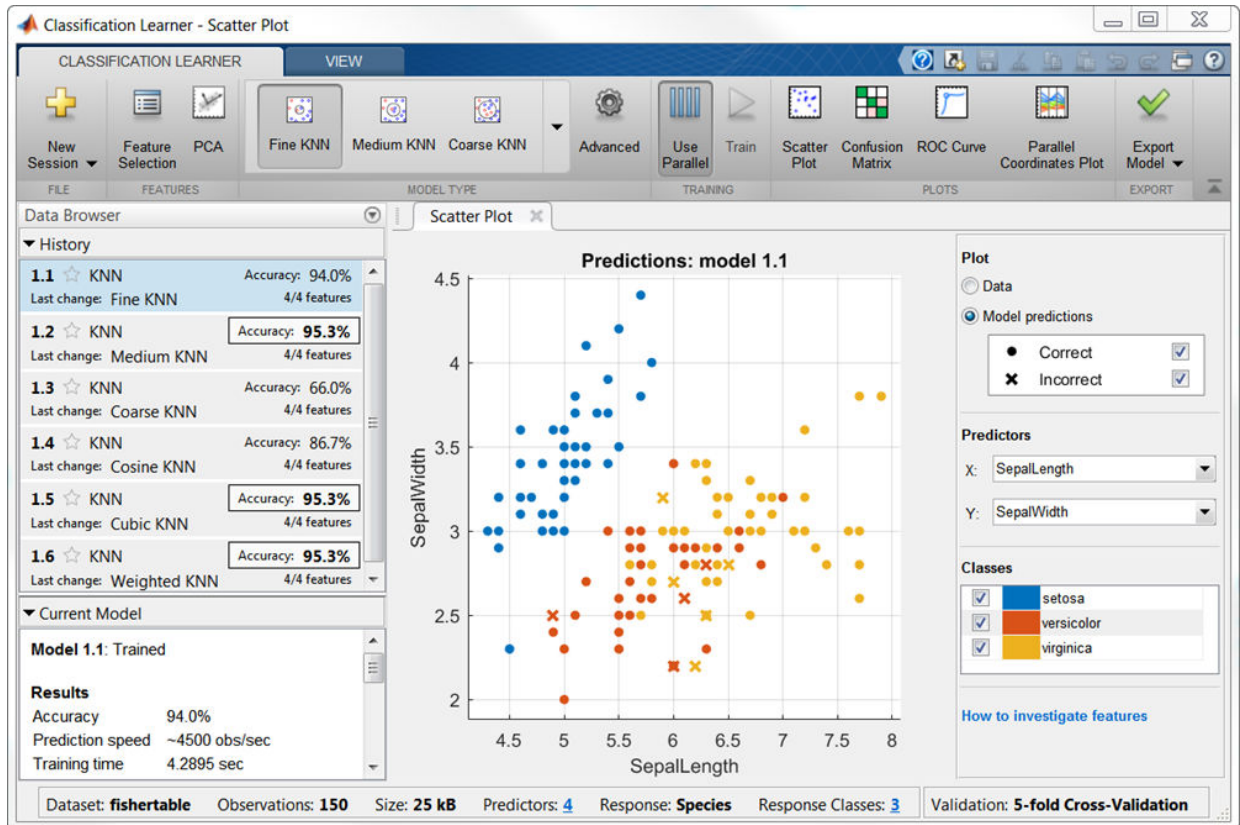 Classification Learner - Scatter Plot
CLASSIFICATION LEARNER VIEW
New Session
Feature Selection
PCA
Fine KNN
Medium KNN
Coarse KNN
Advanced
Use Parallel
Train
Scatter Plot
Confusion Matrix
ROC Curve
Parallel Coordinates Plot
Export Model
FILE FEATURES MODEL TYPE TRAINING PLOTS EXPORT
Data Browser
History
1.1 KNN Accuracy: 94.0%
Last change: Fine KNN 4/4 features
1.2 KNN Accuracy: 95.3%
Last change: Medium KNN 4/4 features
1.3 KNN Accuracy: 66.0%
Last change: Coarse KNN 4/4 features
1.4 KNN Accuracy: 86.7%
Last change: Cosine KNN 4/4 features
1.5 KNN Accuracy: 95.3%
Last change: Cubic KNN 4/4 features
1.6 KNN Accuracy: 95.3%
Last change: Weighted KNN 4/4 features
Current Model
Model 1.1: Trained
Results
Accuracy 94.0%
Prediction speed ~4500 obs/sec
Training time 4.2895 sec
Scatter Plot
Predictions: model 1.1
4.5
4
3.5
3
2.5
2
SepalWidth
4.5 5 5.5 6 6.5 7 7.5 8
SepalLength
Plot
Data
Model predictions
Correct
Incorrect
Predictors
X: SepalLength
Y: SepalWidth
Classes
setosa
versicolor
virginica
How to investigate features
Dataset: fishertable Observations: 150 Size: 25 kB Predictors: 4 Response: Species Response Classes: 3 Validation: 5-fold Cross-Validation